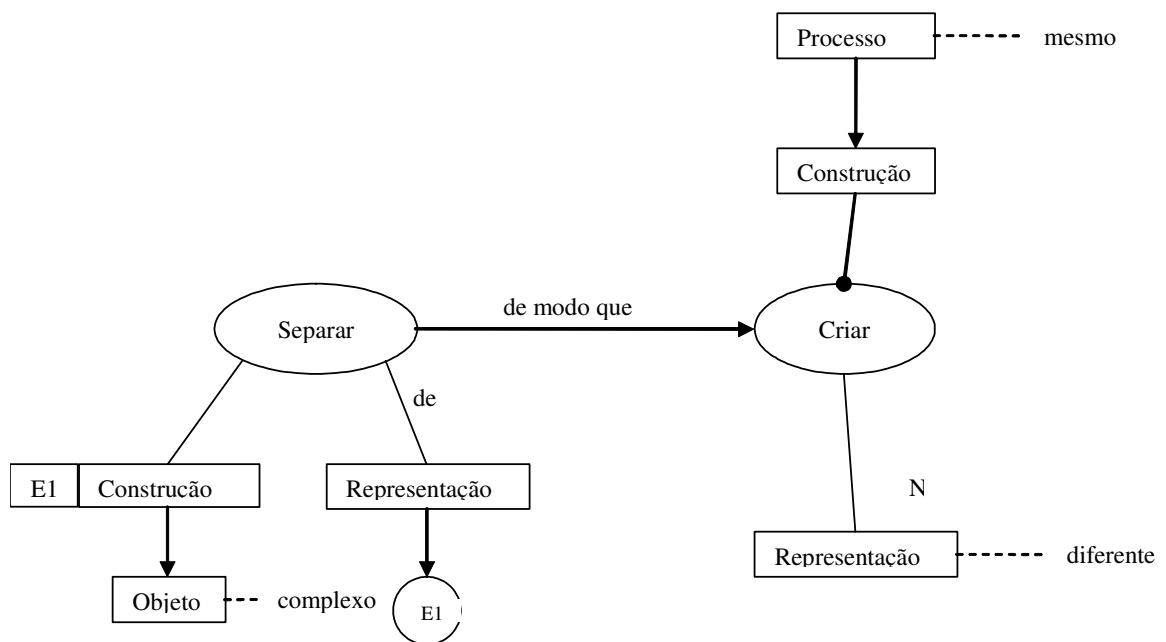 Processo
mesmo
Construção
de modo que
Separar
Criar
de
E1
Construcão
Representação
N
Representação
diferente
Objeto
complexo
E1